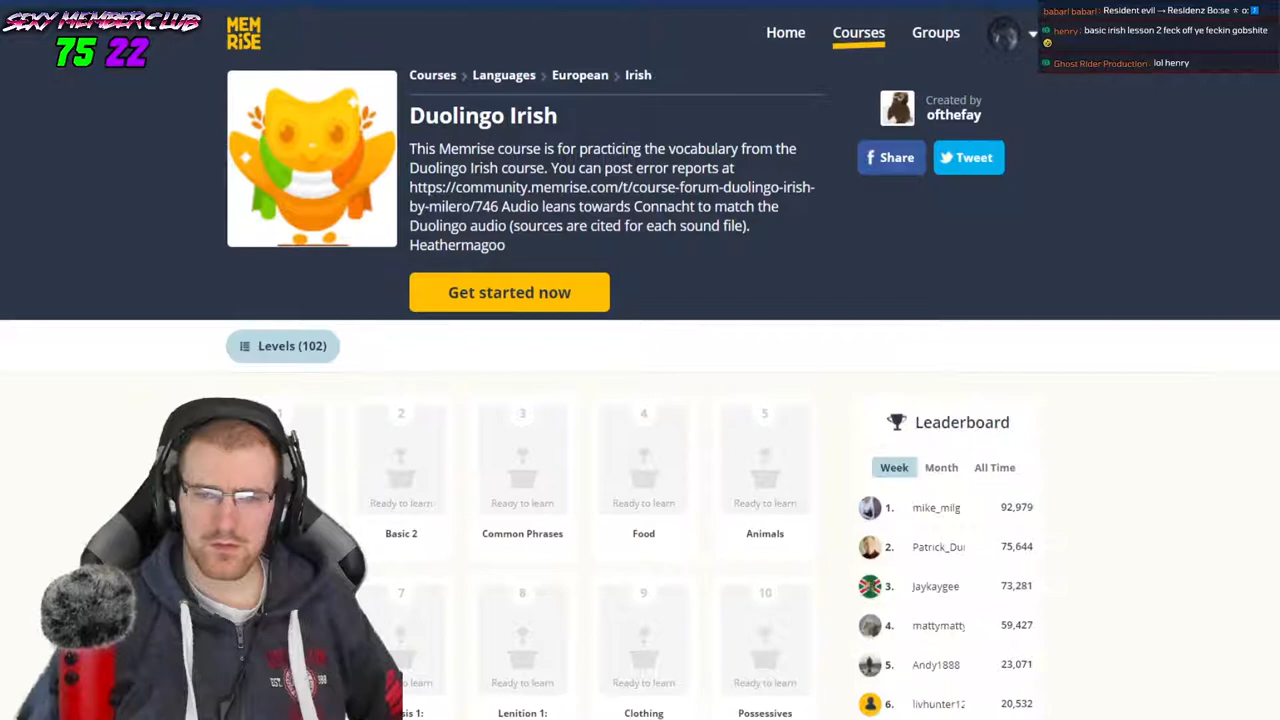 SEXY MEMBER CLUB
75 22
MEM
RiSE
Home Courses Groups
babar! babar! Resident evil → Residenz Bo:se
henry: basic irish lesson 2 feck off ye feckin gobshite
Ghost Rider Production: lol henry
Courses > Languages > European > Irish
Duolingo Irish
This Memrise course is for practicing the vocabulary from the
Duolingo Irish course. You can post error reports at
https://community.memrise.com/t/course-forum-duolingo-irish-
by-milero/746 Audio leans towards Connacht to match the
Duolingo audio (sources are cited for each sound file).
Heathermagoo
Get started now
Created by
ofthefay
Share Tweet
Levels (102)
1 2 3 4 5
Ready to learn Ready to learn Ready to learn Ready to learn
Basic 2 Common Phrases Food Animals
7 8 9 10
Ready to learn Ready to learn Ready to learn
1: Lenition 1: Clothing Possessives
Leaderboard
Week Month All Time
1. mike_milg 92,979
2. 75,644
3. Jaykaygee 73,281
4. mattymatty 59,427
5. Andy1888 23,071
6. livhunter12 20,532
EST.